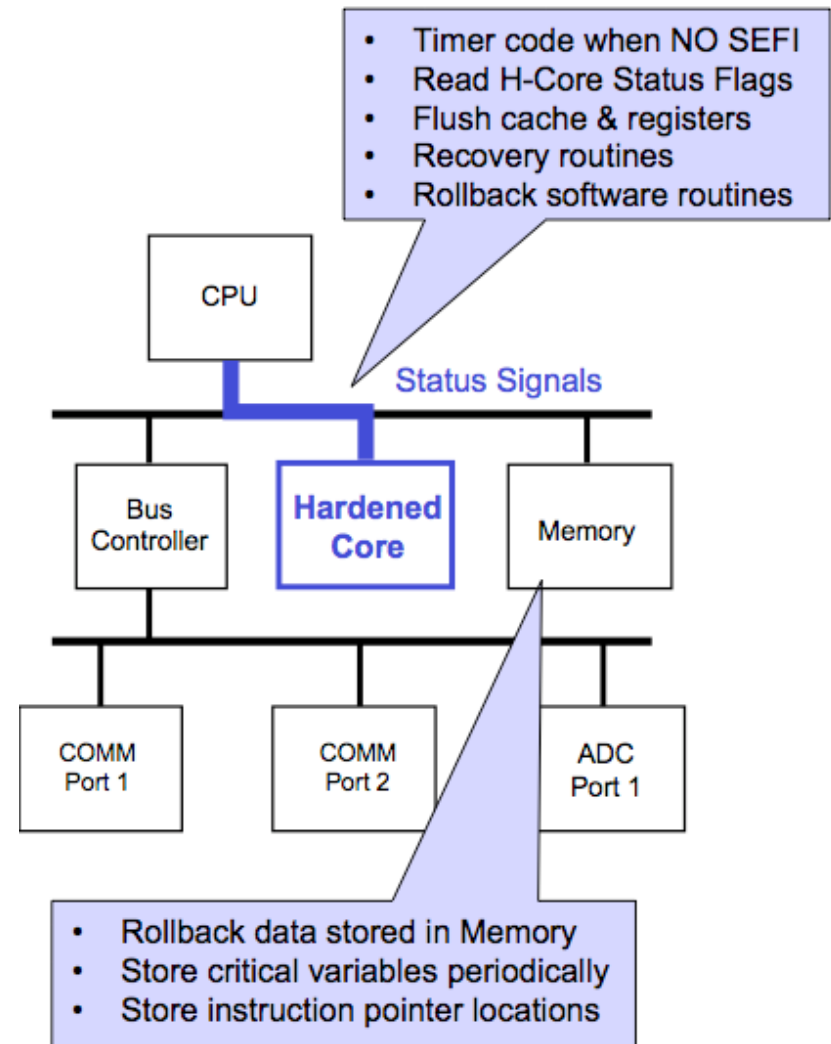 • Timer code when NO SEFI
• Read H-Core Status Flags
• Flush cache & registers
• Recovery routines
• Rollback software routines
CPU
Status Signals
Bus
Controller
Hardened
Core
Memory
COMM
Port 1
COMM
Port 2
ADC
Port 1
• Rollback data stored in Memory
• Store critical variables periodically
• Store instruction pointer locations